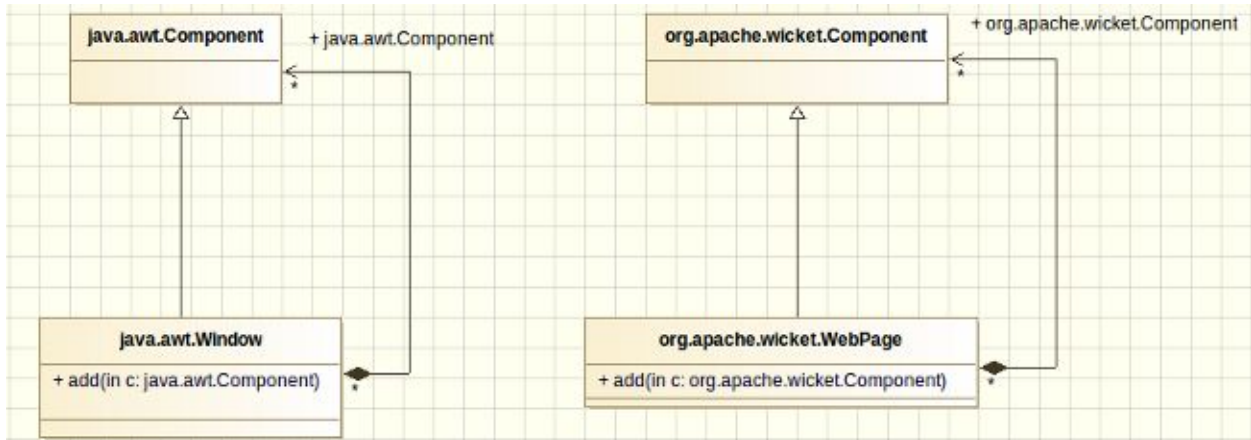 java.awt.Component
+ java.awt.Component
*
org.apache.wicket.Component
+ org.apache.wicket.Component
*
java.awt.Window
+ add(in c: java.awt.Component)
*
org.apache.wicket.WebPage
+ add(in c: org.apache.wicket.Component)
*